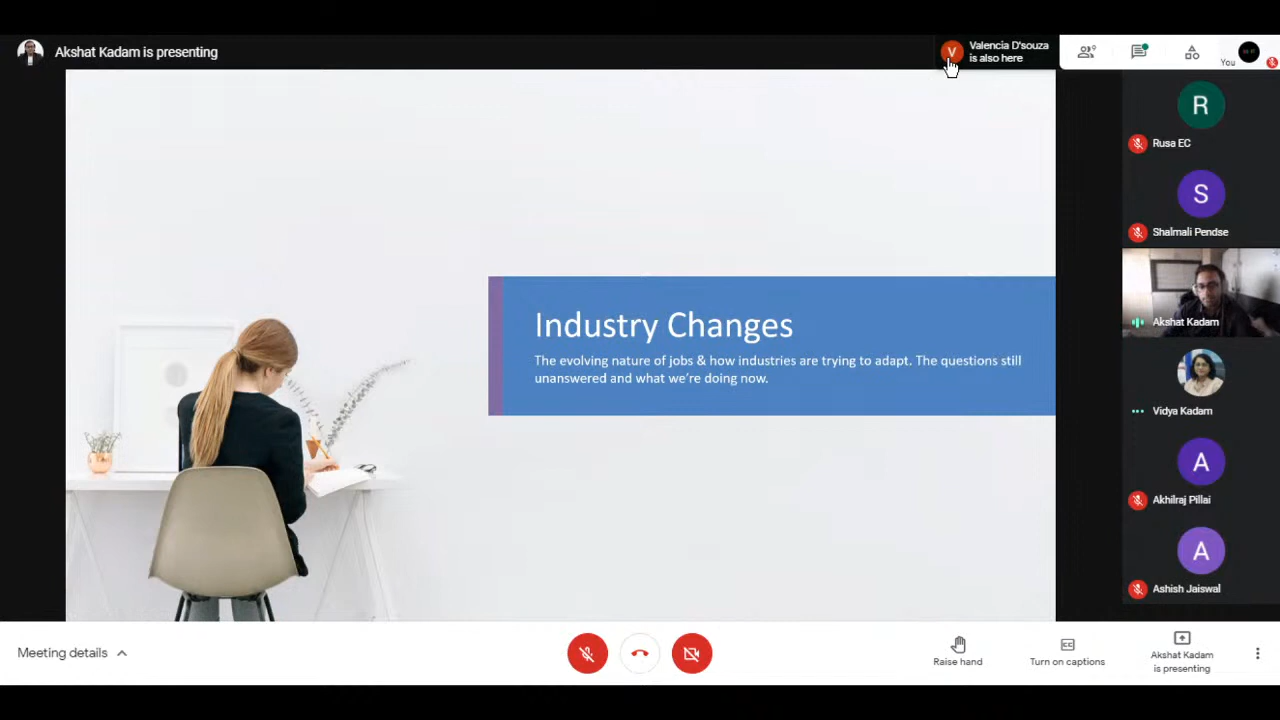 Akshat Kadam is presenting
V
Valencia D'souza
is also here
You
R
Rusa EC
S
Shalmali Pendse
Akshat Kadam
Vidya Kadam
A
Akhilraj Pillai
A
Ashish Jaiswal
Industry Changes
The evolving nature of jobs & how industries are trying to adapt. The questions still
unanswered and what we're doing now.
Meeting details
Raise hand
CC
Turn on captions
Akshat Kadam
is presenting